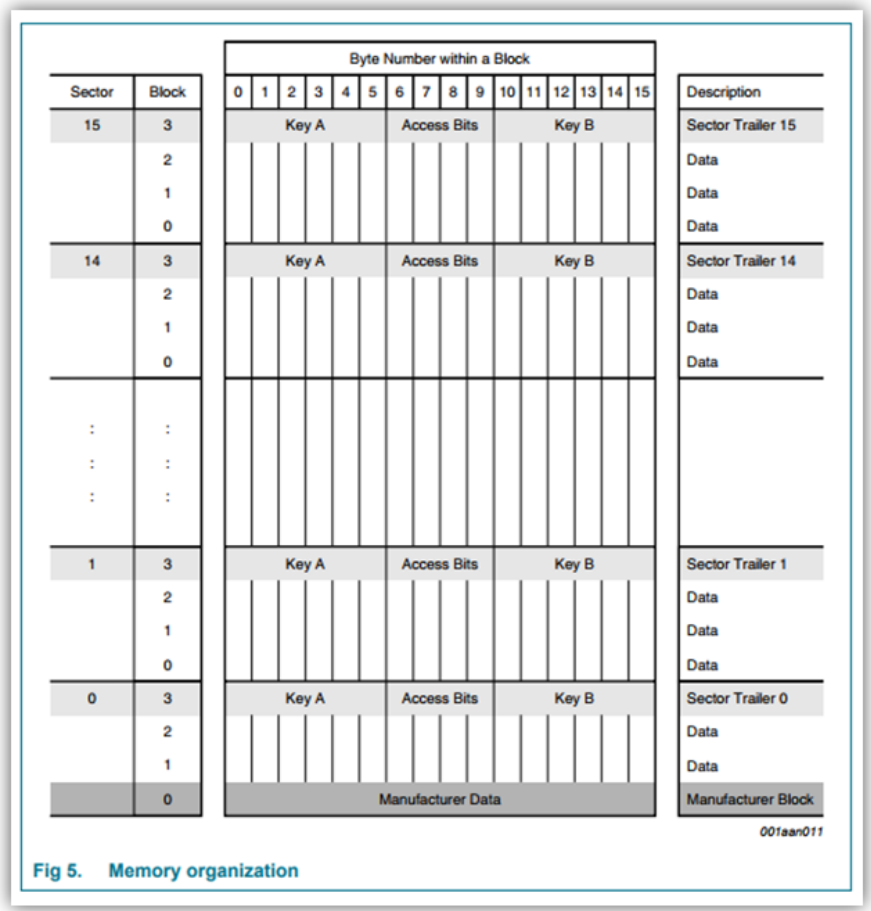 Byte Number within a Block
Sector Block 0 1 2 3 4 5 6 7 8 9 10 11 12 13 14 15 Description
15 3 Key A Access Bits Key B Sector Trailer 15
2 Data
1 Data
0 Data
14 3 Key A Access Bits Key B Sector Trailer 14
2 Data
1 Data
0 Data
: :
: :
: :
1 3 Key A Access Bits Key B Sector Trailer 1
2 Data
1 Data
0 Data
0 3 Key A Access Bits Key B Sector Trailer 0
2 Data
1 Data
0 Manufacturer Data Manufacturer Block
001aan011
Fig 5. Memory organization